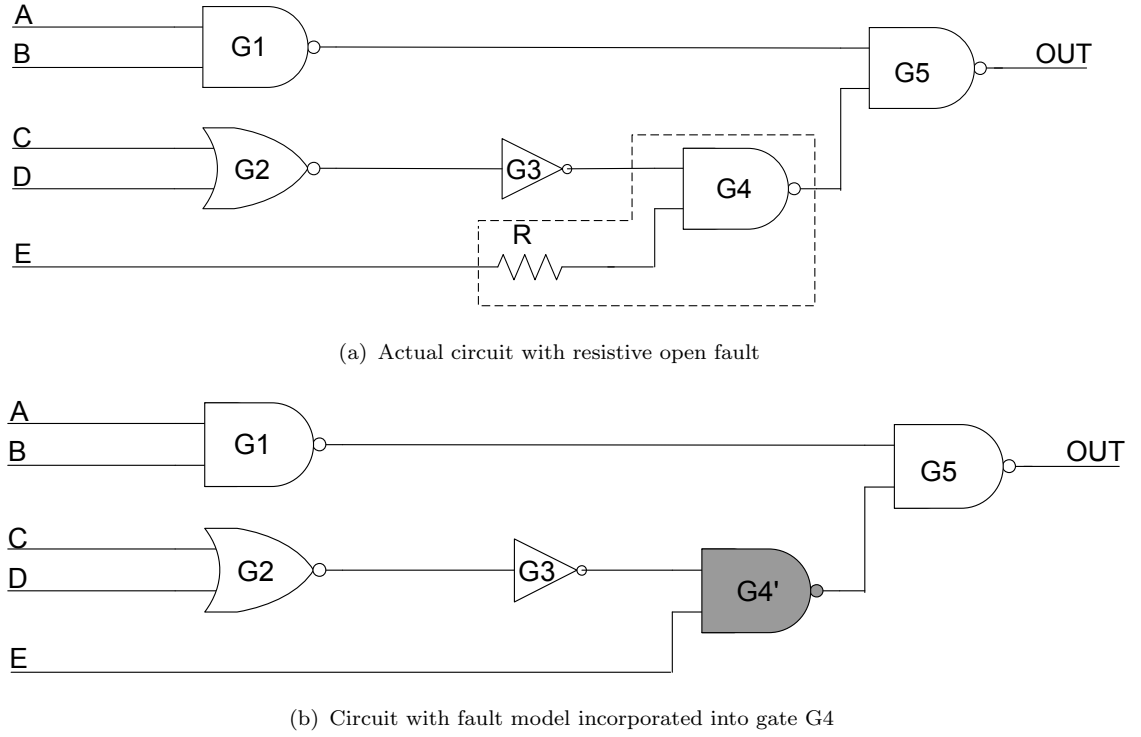 A
B
G1
G5
OUT
C
D
G2
G3
G4
R
E
(a) Actual circuit with resistive open fault
A
B
G1
G5
OUT
C
D
G2
G3
G4'
E
(b) Circuit with fault model incorporated into gate G4